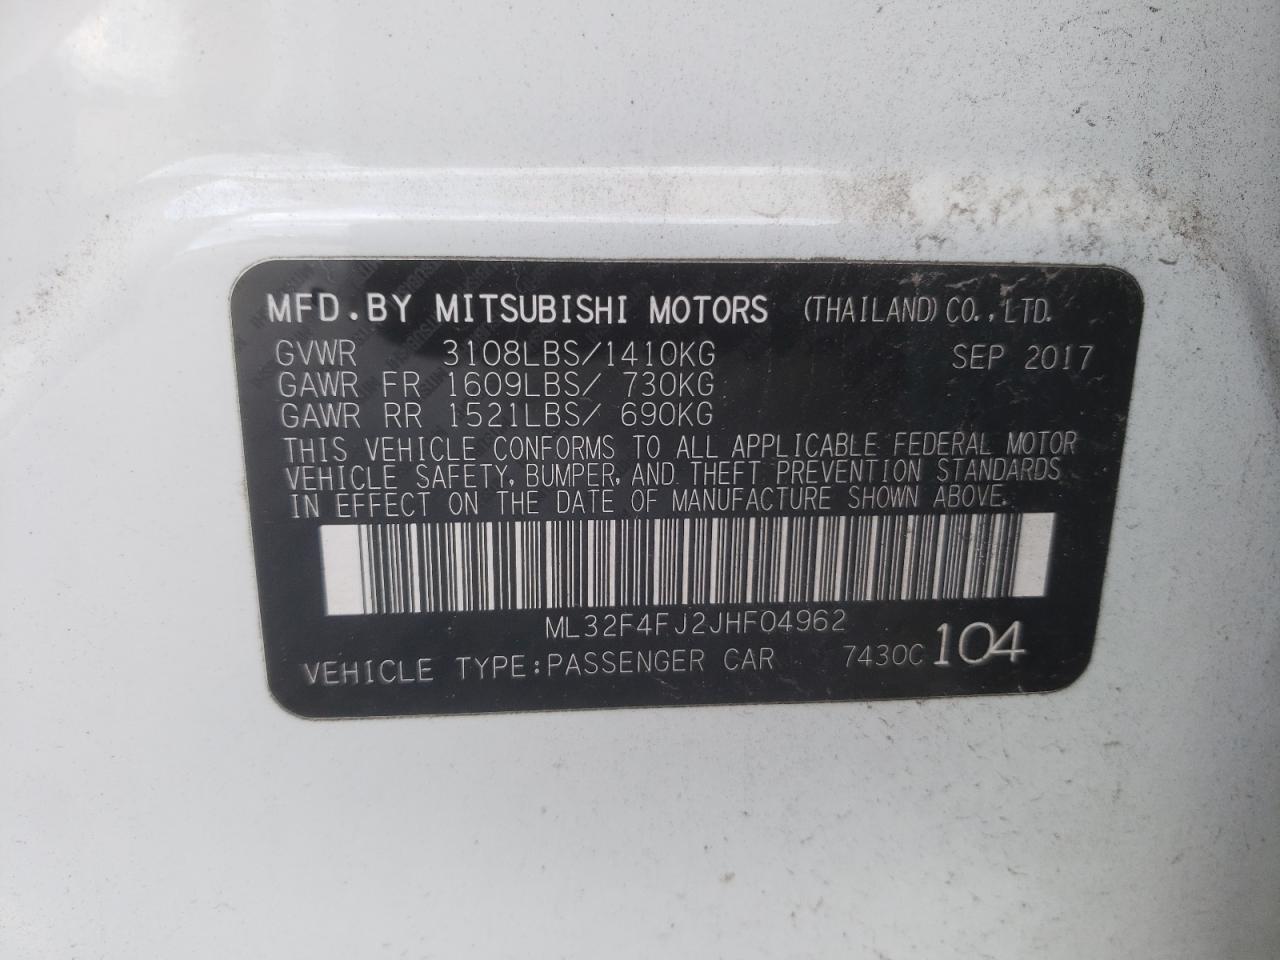 MFD.BY MITSUBISHI MOTORS (THAILAND) CO.,LTD.
GVWR 3108LBS/1410KG SEP 2017
GAWR FR 1609LBS/ 730KG
GAWR RR 1521LBS/ 690KG
THIS VEHICLE CONFORMS TO ALL APPLICABLE FEDERAL MOTOR
VEHICLE SAFETY, BUMPER, AND THEFT PREVENTION STANDARDS
IN EFFECT ON THE DATE OF MANUFACTURE SHOWN ABOVE.
ML32F4FJ2JHF04962
VEHICLE TYPE:PASSENGER CAR 7430C 104